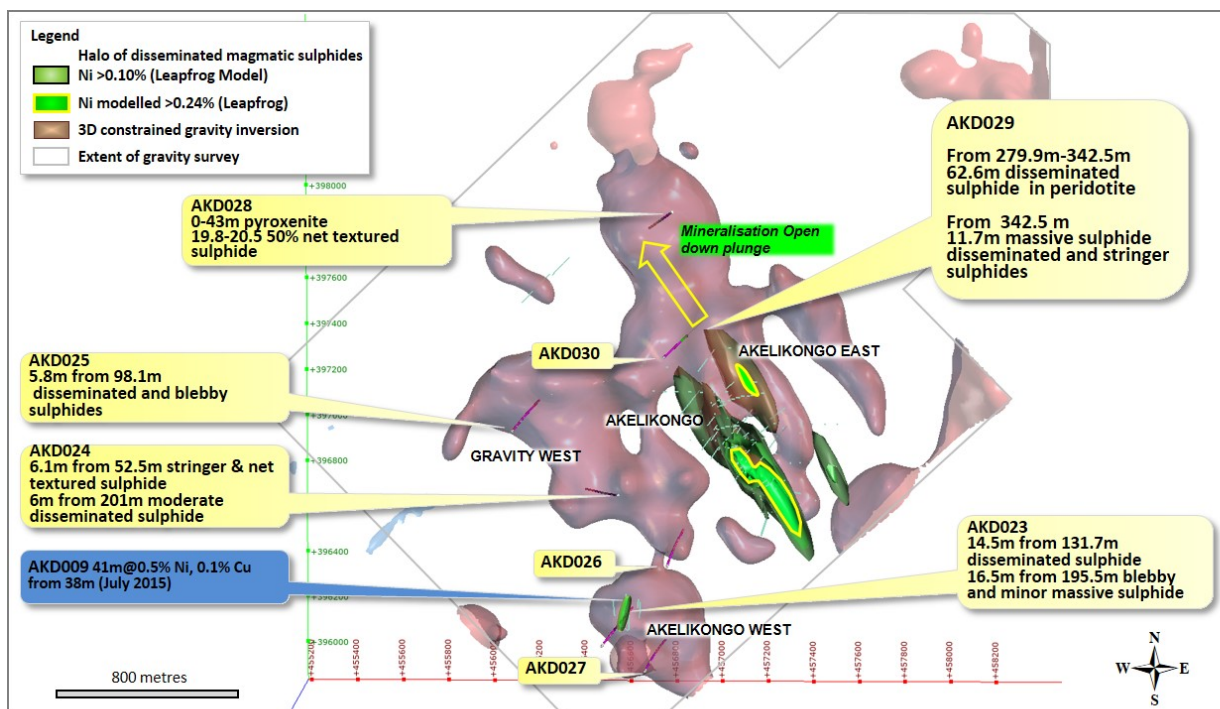 Legend
Halo of disseminated magmatic sulphides
Ni >0.10% (Leapfrog Model)
Ni modelled >0.24% (Leapfrog)
3D constrained gravity inversion
Extent of gravity survey
AKD029
From 279.9m-342.5m
62.6m disseminated
sulphide in peridotite
From 342.5 m
11.7m massive sulphide
disseminated and stringer
sulphides
+398000
AKD028
0-43m pyroxenite
19.8-20.5 50% net textured
sulphide
Mineralisation Open
down plunge
+397600
+397400
AKD030
AKELIKONGO EAST
+397200
AKD025
5.8m from 98.1m
disseminated and blebby
sulphides
AKELIKONGO
GRAVITY WEST
+396800
AKD024
6.1m from 52.5m stringer & net
textured sulphide
6m from 201m moderate
disseminated sulphide
AKD023
14.5m from 131.7m
disseminated sulphide
16.5m from 195.5m blebby
and minor massive sulphide
+396400
AKD026
AKD009 41m@0.5% Ni, 0.1% Cu
from 38m (July 2015)
AKELIKONGO WEST
+396000
AKD027
+455200
+455400
+455600
+455800
+456800
+457000
+457200
+457400
+457600
+457800
+458000
+458200
800 metres
N
W
E
S